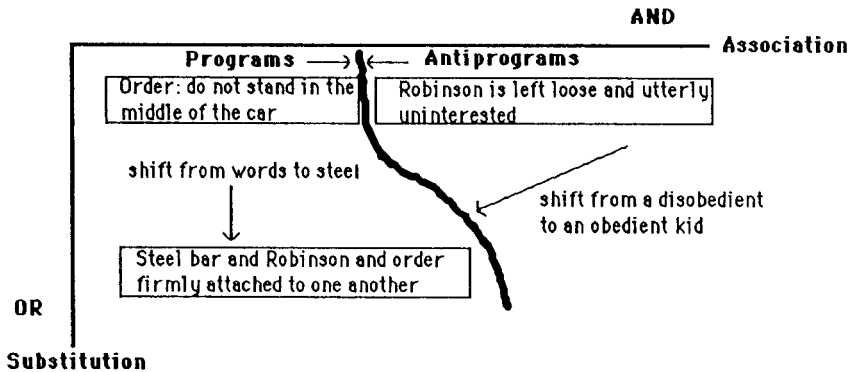 AND
Association
Programs
Antiprograms
Order: do not stand in the
middle of the car
Robinson is left loose and utterly
uninterested
shift from words to steel
shift from a disobedient
to an obedient kid
Steel bar and Robinson and order
firmly attached to one another
OR
Substitution